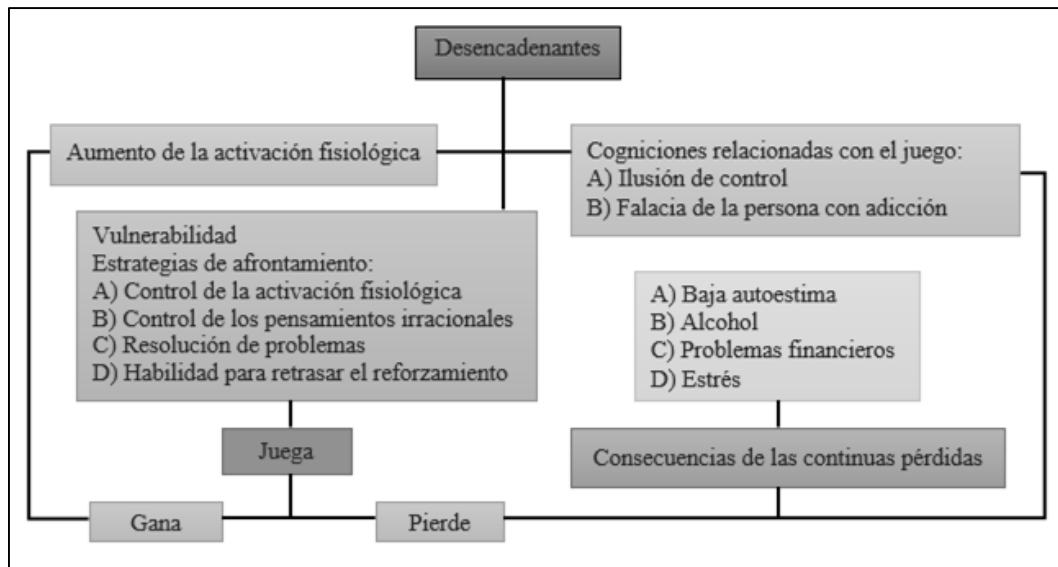 Desencadenantes
Aumento de la activación fisiológica
Cogniciones relacionadas con el juego:
A) Ilusión de control
B) Falacia de la persona con adicción
Vulnerabilidad
Estrategias de afrontamiento:
A) Control de la activación fisiológica
B) Control de los pensamientos irracionales
C) Resolución de problemas
D) Habilidad para retrasar el reforzamiento
A) Baja autoestima
B) Alcohol
C) Problemas financieros
D) Estrés
Juega
Consecuencias de las continuas pérdidas
Gana
Pierde